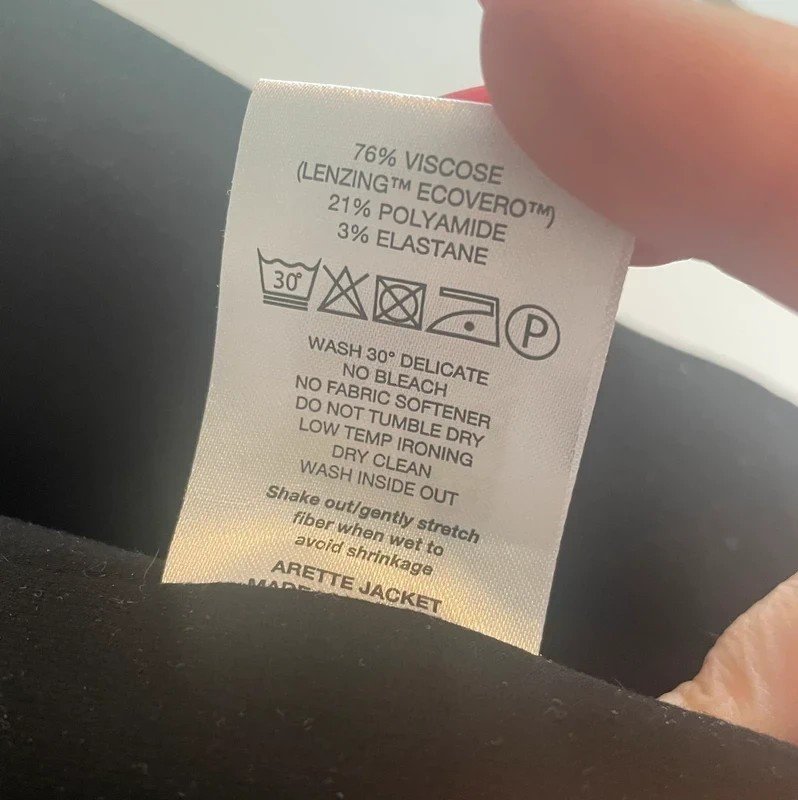 76% VISCOSE
(LENZING™ ECOVERO™)
21% POLYAMIDE
3% ELASTANE
30° P
WASH 30° DELICATE
NO BLEACH
NO FABRIC SOFTENER
DO NOT TUMBLE DRY
LOW TEMP IRONING
DRY CLEAN
WASH INSIDE OUT
Shake out/gently stretch
fiber when wet to
avoid shrinkage
ARETTE JACKET
MADE